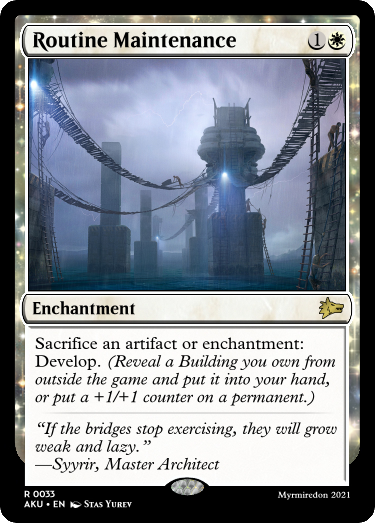 Routine Maintenance 1
Enchantment
Sacrifice an artifact or enchantment:
Develop. (Reveal a Building you own from
outside the game and put it into your hand,
or put a +1/+1 counter on a permanent.)
“If the bridges stop exercising, they will grow
weak and lazy.”
—Syyrir, Master Architect
R 0033
AKU • EN Stas Yurev
Myrmiredon 2021